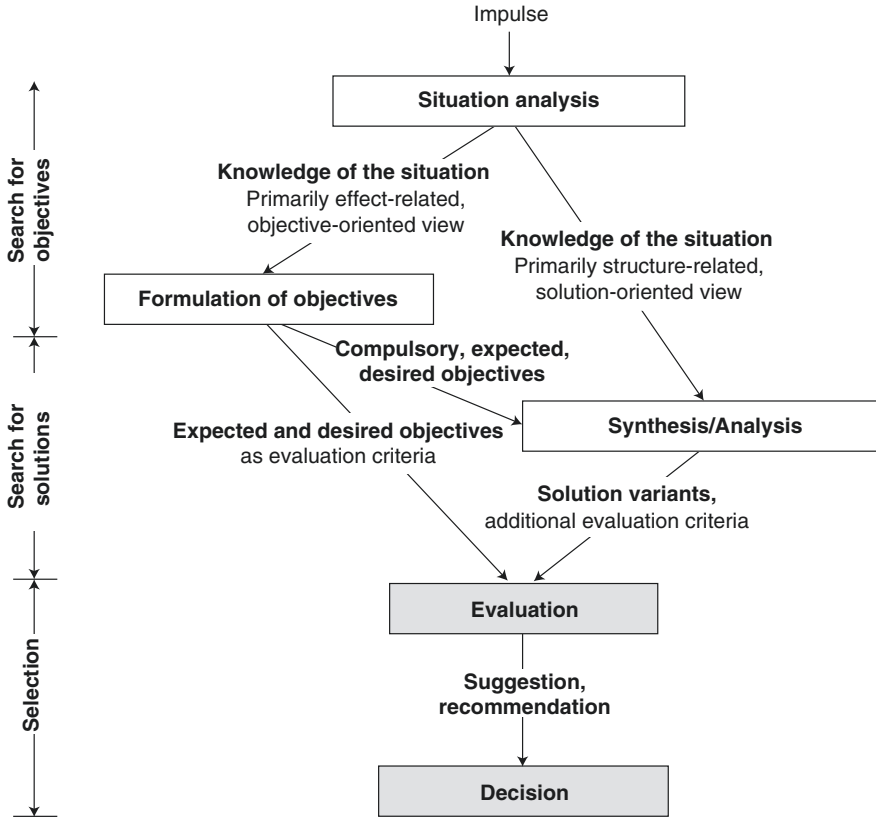 Impulse
Situation analysis
Search for
objectives
Knowledge of the situation
Primarily effect-related,
objective-oriented view
Knowledge of the situation
Primarily structure-related,
solution-oriented view
Formulation of objectives
Search for
solutions
Compulsory, expected,
desired objectives
Expected and desired objectives
as evaluation criteria
Synthesis/Analysis
Solution variants,
additional evaluation criteria
Selection
Evaluation
Suggestion,
recommendation
Decision